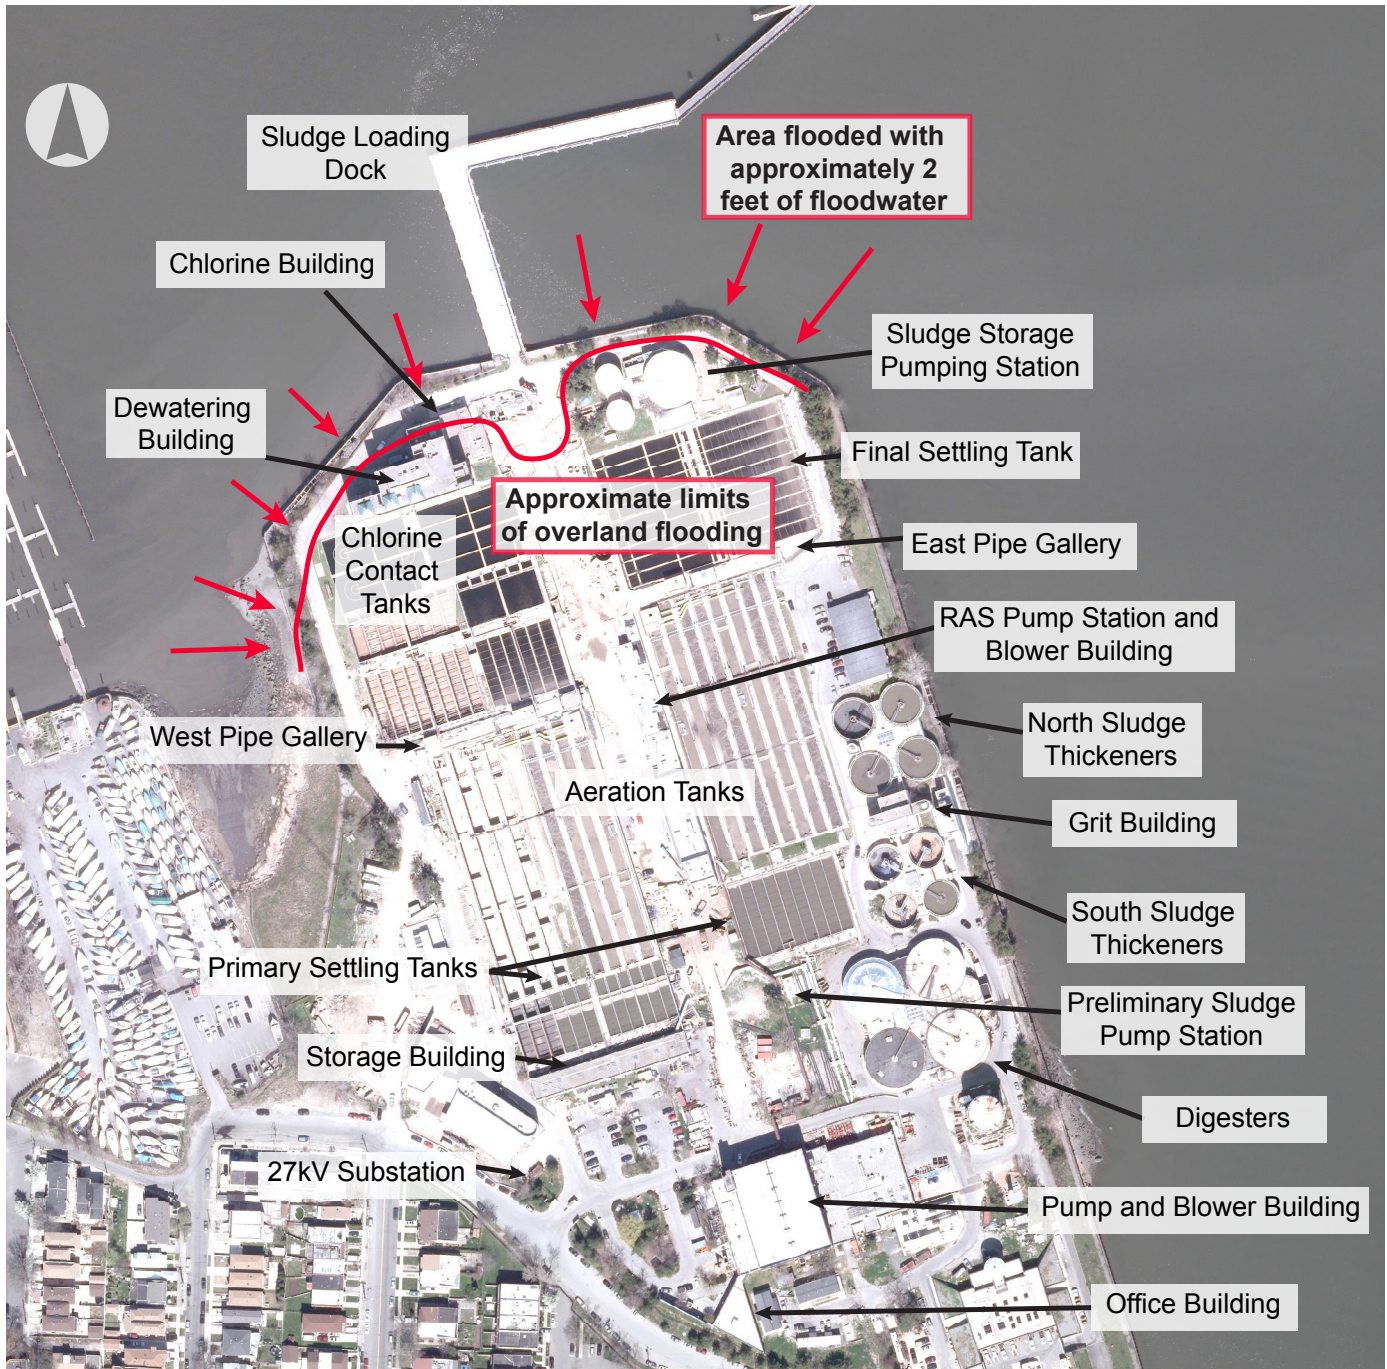 Sludge Loading
Dock
Area flooded with
approximately 2
feet of floodwater
Chlorine Building
Sludge Storage
Pumping Station
Dewatering
Building
Final Settling Tank
Approximate limits
of overland flooding
Chlorine
Contact
Tanks
East Pipe Gallery
RAS Pump Station and
Blower Building
West Pipe Gallery
North Sludge
Thickeners
Aeration Tanks
Grit Building
South Sludge
Thickeners
Primary Settling Tanks
Preliminary Sludge
Pump Station
Storage Building
Digesters
27kV Substation
Pump and Blower Building
Office Building